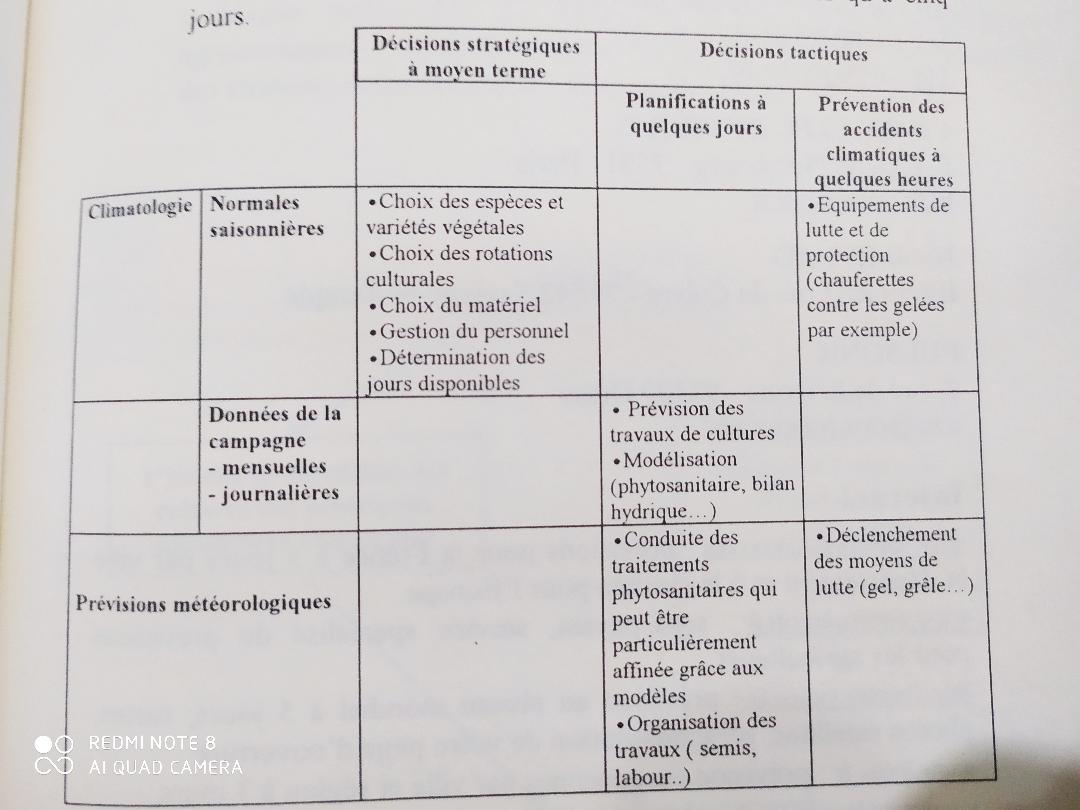 qu'à cinq
jours.
Décisions stratégiques
à moyen terme
Décisions tactiques
Planifications à
quelques jours
Prévention des
accidents
climatiques à
quelques heures
Climatologie
Normales
saisonnières
•Choix des espèces et
variétés végétales
•Choix des rotations
culturales
•Choix du matériel
•Gestion du personnel
•Détermination des
jours disponibles
•Equipements de
lutte et de
protection
(chauferettes
contre les gelées
par exemple)
Données de la
campagne
- mensuelles
- journalières
• Prévision des
travaux de cultures
•Modélisation
(phytosanitaire, bilan
hydrique…)
Prévisions météorologiques
•Conduite des
traitements
phytosanitaires qui
peut être
particulièrement
affinée grâce aux
modèles
•Organisation des
travaux ( semis,
labour..)
•Déclenchement
des moyens de
lutte (gel, grêle…)
REDMI NOTE 8
AI QUAD CAMERA